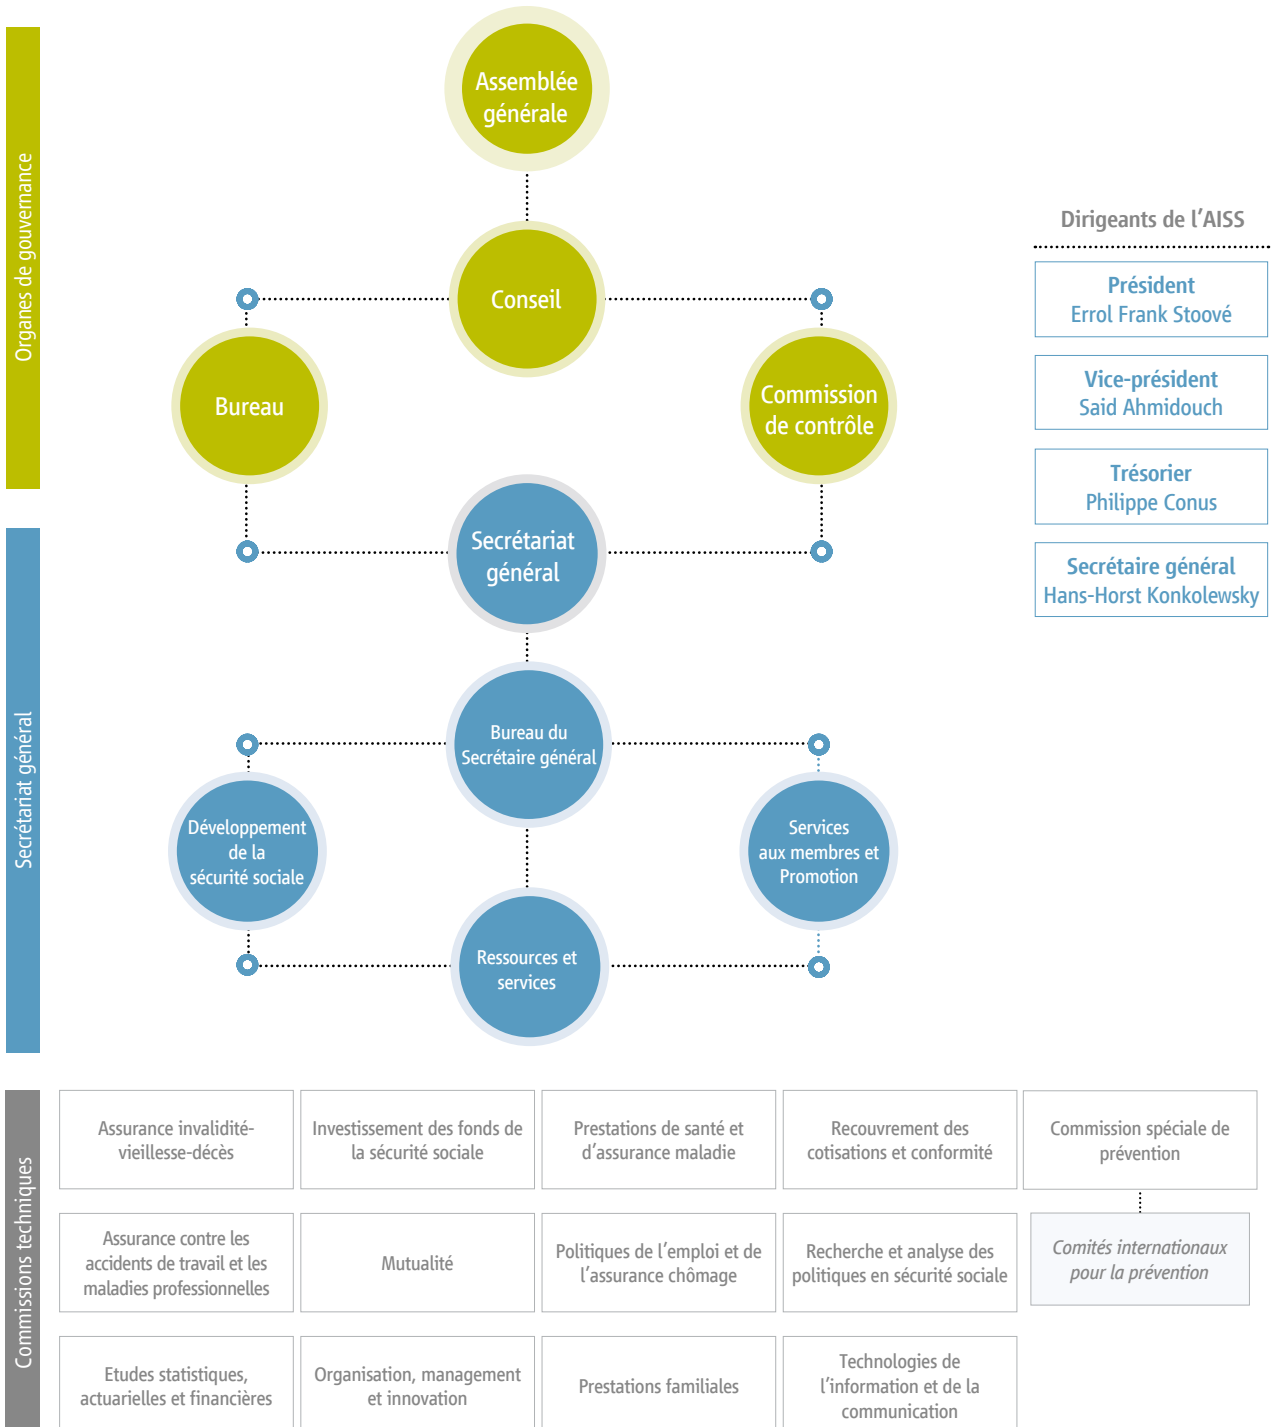 Organes de gouvernance
Assemblée
générale
Conseil
Bureau
Commission
de contrôle
Dirigeants de l’AISS
Président
Errol Frank Stoové
Vice-président
Said Ahmidouch
Trésorier
Philippe Conus
Secrétaire général
Hans-Horst Konkolewsky
Secrétariat général
Secrétariat
général
Bureau du
Secrétaire général
Développement
de la
sécurité sociale
Services
aux membres et
Promotion
Ressources et
services
Commissions techniques
Assurance invalidité-
vieillesse-décès
Investissement des fonds de
la sécurité sociale
Prestations de santé et
d’assurance maladie
Recouvrement des
cotisations et conformité
Commission spéciale de
prévention
Assurance contre les
accidents de travail et les
maladies professionnelles
Mutualité
Politiques de l’emploi et de
l’assurance chômage
Recherche et analyse des
politiques en sécurité sociale
Comités internationaux
pour la prévention
Etudes statistiques,
actuarielles et financières
Organisation, management
et innovation
Prestations familiales
Technologies de
l’information et de la
communication